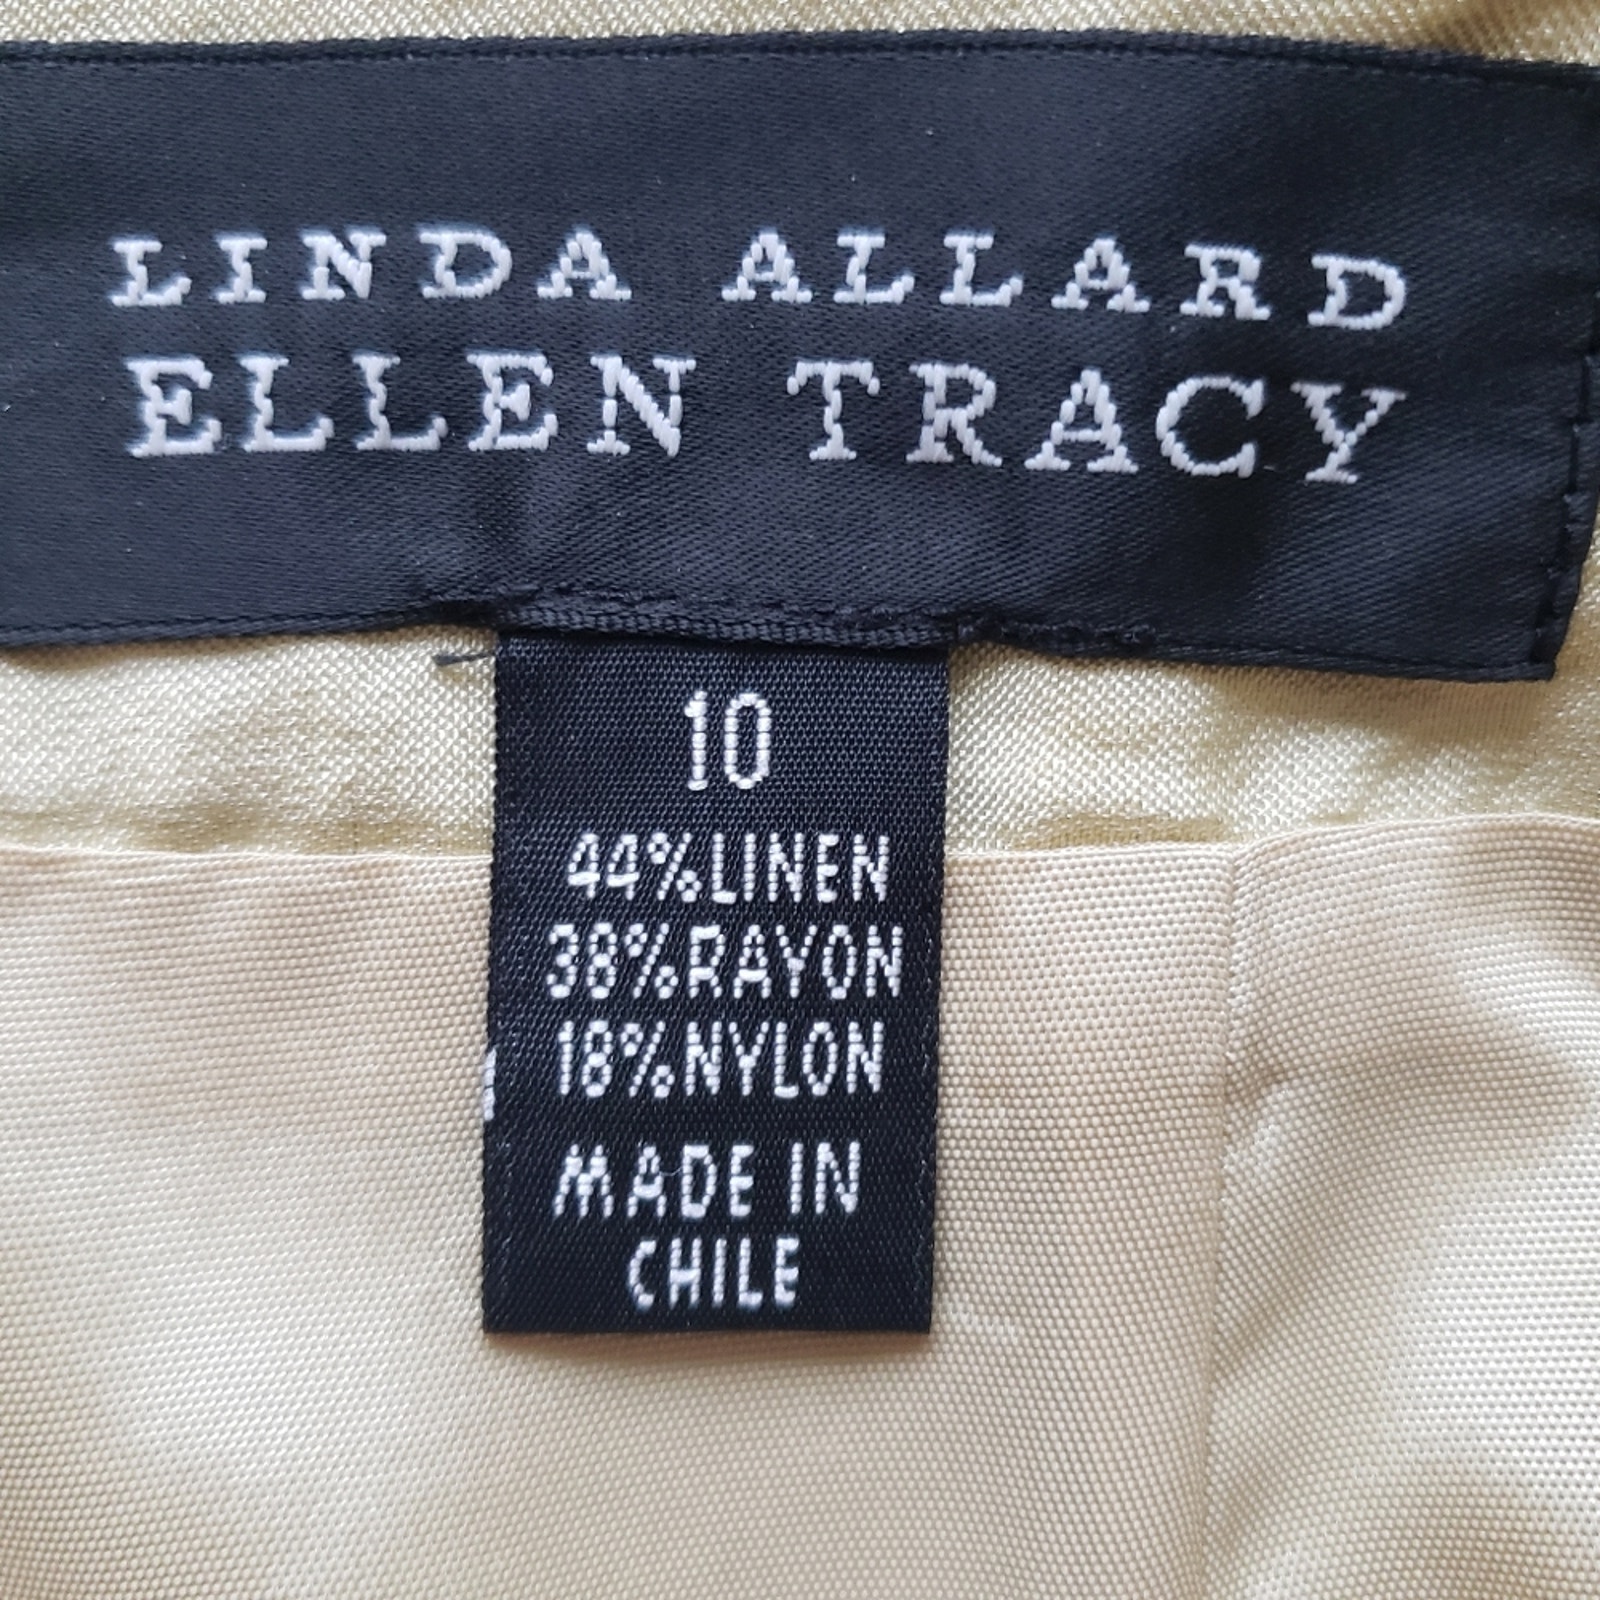 LINDA ALLARD
ELLEN TRACY
10
44%LINEN
38%RAYON
18%NYLON
MADE IN
CHILE